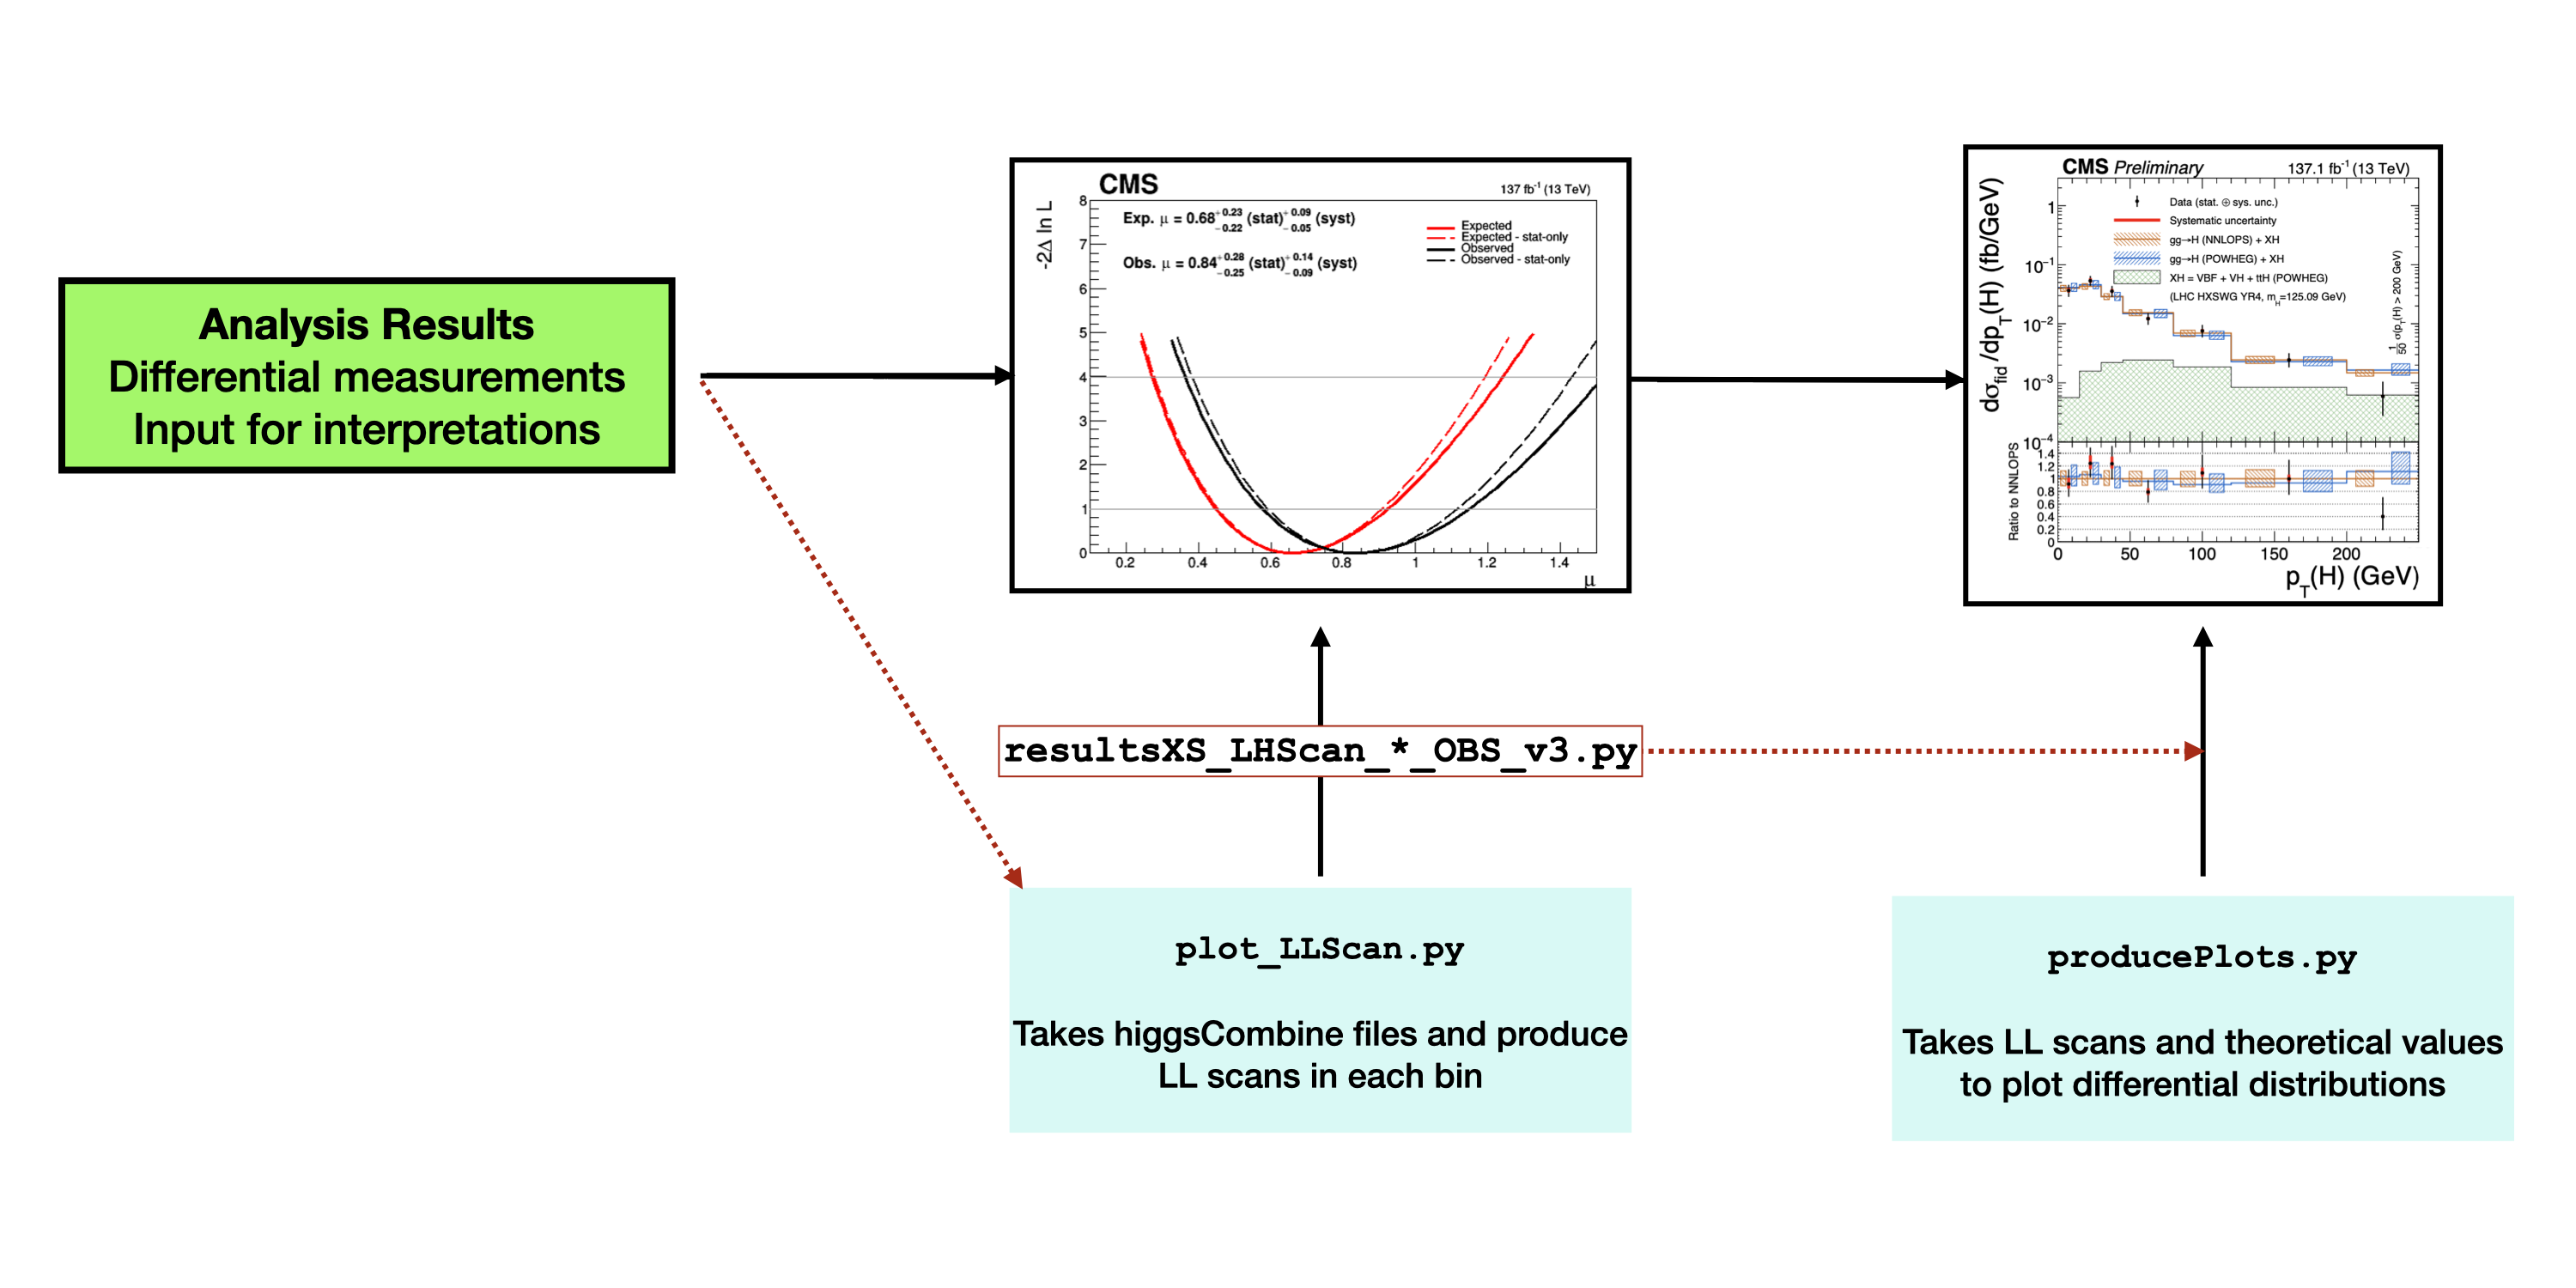 Analysis Results
Differential measurements
Input for interpretations
CMS
137 fb⁻¹ (13 TeV)
-2Δ ln L
Exp. μ = 0.68 +0.23 −0.22 (stat) +0.09 −0.05 (syst)
Obs. μ = 0.84 +0.28 −0.25 (stat) +0.14 −0.09 (syst)
Expected
Expected - stat-only
Observed
Observed - stat-only
8
7
6
5
4
3
2
1
0
0.2 0.4 0.6 0.8 1 1.2 1.4
μ
CMS Preliminary
137.1 fb⁻¹ (13 TeV)
dσ_fid/dp_T(H) (fb/GeV)
Data (stat. ⊕ sys. unc.)
Systematic uncertainty
gg→H (NNLOPS) + XH
gg→H (POWHEG) + XH
XH = VBF + VH + ttH (POWHEG)
(LHC HXSWG YR4, m_H=125.09 GeV)
1/50 σ(p_T(H) > 200 GeV)
1
10⁻¹
10⁻²
10⁻³
10⁻⁴
Ratio to NNLOPS
1.4
1.2
1
0.8
0.6
0.4
0.2
0
0 50 100 150 200
p_T(H) (GeV)
resultsXS_LHScan_*_OBS_v3.py
plot_LLScan.py
Takes higgsCombine files and produce
LL scans in each bin
producePlots.py
Takes LL scans and theoretical values
to plot differential distributions